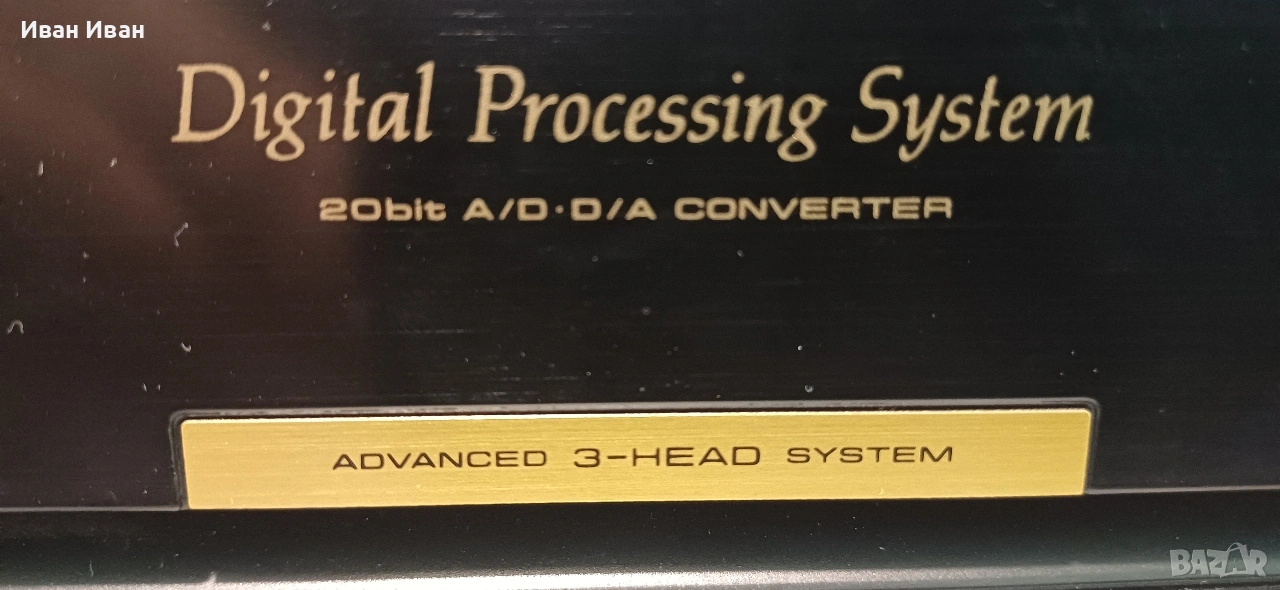 Иван Иван
Digital Processing System
20bit A/D·D/A CONVERTER
ADVANCED 3-HEAD SYSTEM
BAZAR